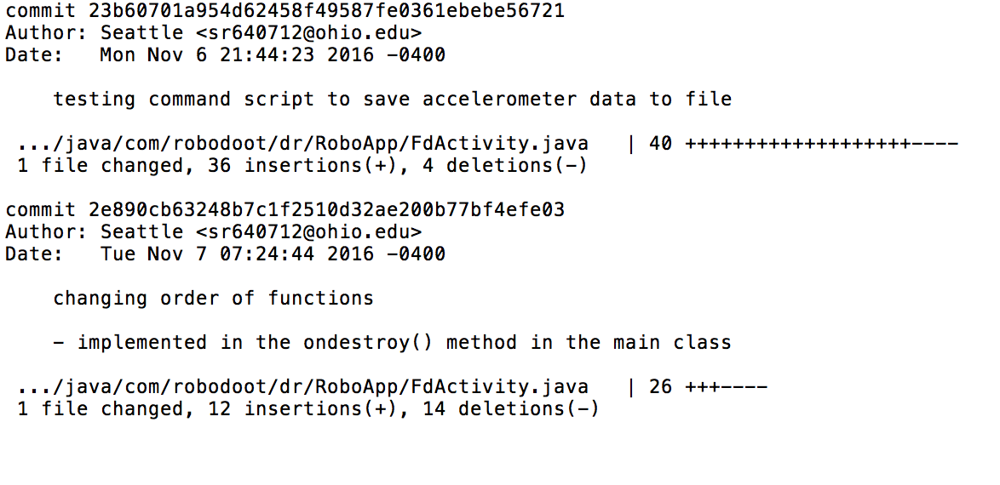 commit 23b60701a954d62458f49587fe0361ebebe56721
Author: Seattle <sr640712@ohio.edu>
Date:   Mon Nov 6 21:44:23 2016 -0400
testing command script to save accelerometer data to file
.../java/com/robodoot/dr/RoboApp/FdActivity.java   | 40 +++++++++++++++++++----
1 file changed, 36 insertions(+), 4 deletions(-)
commit 2e890cb63248b7c1f2510d32ae200b77bf4efe03
Author: Seattle <sr640712@ohio.edu>
Date:   Tue Nov 7 07:24:44 2016 -0400
changing order of functions
- implemented in the ondestroy() method in the main class
.../java/com/robodoot/dr/RoboApp/FdActivity.java   | 26 +++----
1 file changed, 12 insertions(+), 14 deletions(-)